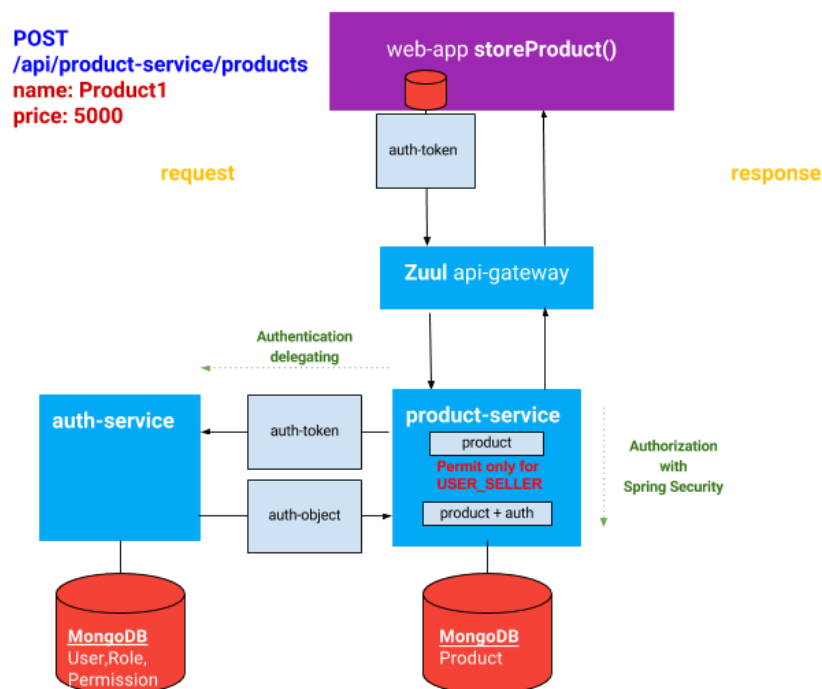 POST
/api/product-service/products
name: Product1
price: 5000
web-app storeProduct()
auth-token
request
response
Zuul api-gateway
Authentication
delegating
auth-service
auth-token
auth-object
product-service
product
Permit only for
USER_SELLER
product + auth
Authorization
with
Spring Security
MongoDB
User,Role,
Permission
MongoDB
Product